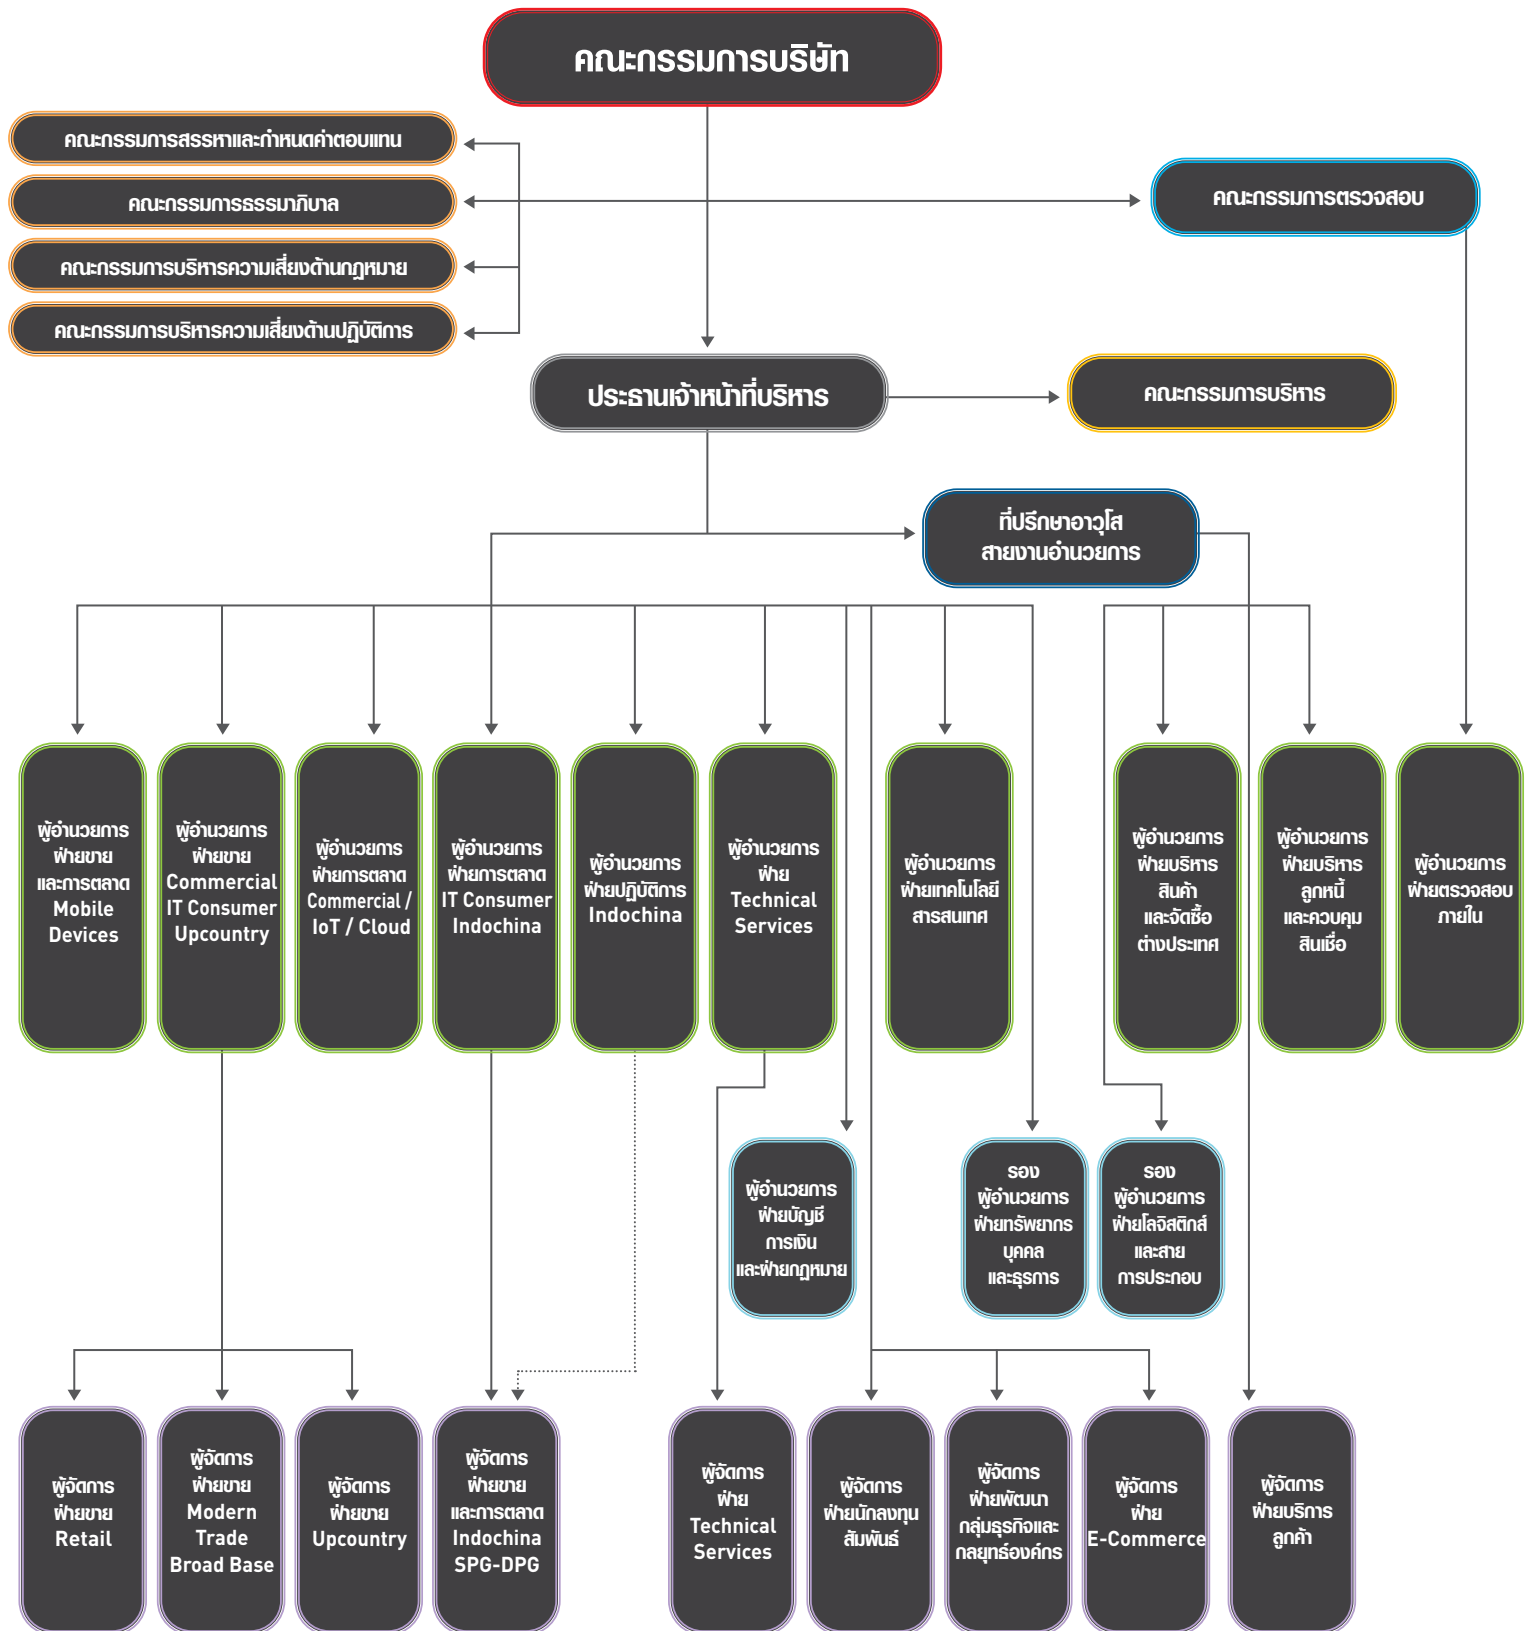 คณะกรรมการบริษัท
คณะกรรมการสรรหาและกำหนดค่าตอบแทน
คณะกรรมการธรรมาภิบาล
คณะกรรมการบริหารความเสี่ยงด้านกฎหมาย
คณะกรรมการบริหารความเสี่ยงด้านปฏิบัติการ
คณะกรรมการตรวจสอบ
ประธานเจ้าหน้าที่บริหาร
คณะกรรมการบริหาร
ที่ปรึกษาอาวุโส
สายงานอำนวยการ
ผู้อำนวยการ
ฝ่ายขาย
และการตลาด
Mobile
Devices
ผู้อำนวยการ
ฝ่ายขาย
Commercial
IT Consumer
Upcountry
ผู้อำนวยการ
ฝ่ายการตลาด
Commercial /
IoT / Cloud
ผู้อำนวยการ
ฝ่ายการตลาด
IT Consumer
Indochina
ผู้อำนวยการ
ฝ่ายปฏิบัติการ
Indochina
ผู้อำนวยการ
ฝ่าย
Technical
Services
ผู้อำนวยการ
ฝ่ายเทคโนโลยี
สารสนเทศ
ผู้อำนวยการ
ฝ่ายบริหาร
สินค้า
และจัดซื้อ
ต่างประเทศ
ผู้อำนวยการ
ฝ่ายบริหาร
ลูกหนี้
และควบคุม
สินเชื่อ
ผู้อำนวยการ
ฝ่ายตรวจสอบ
ภายใน
ผู้อำนวยการ
ฝ่ายบัญชี
การเงิน
และฝ่ายกฎหมาย
รอง
ผู้อำนวยการ
ฝ่ายทรัพยากร
บุคคล
และธุรการ
รอง
ผู้อำนวยการ
ฝ่ายโลจิสติกส์
และสาย
การประกอบ
ผู้จัดการ
ฝ่ายขาย
Retail
ผู้จัดการ
ฝ่ายขาย
Modern
Trade
Broad Base
ผู้จัดการ
ฝ่ายขาย
Upcountry
ผู้จัดการ
ฝ่ายขาย
และการตลาด
Indochina
SPG-DPG
ผู้จัดการ
ฝ่าย
Technical
Services
ผู้จัดการ
ฝ่ายนักลงทุน
สัมพันธ์
ผู้จัดการ
ฝ่ายพัฒนา
กลุ่มธุรกิจและ
กลยุทธ์องค์กร
ผู้จัดการ
ฝ่าย
E-Commerce
ผู้จัดการ
ฝ่ายบริการ
ลูกค้า